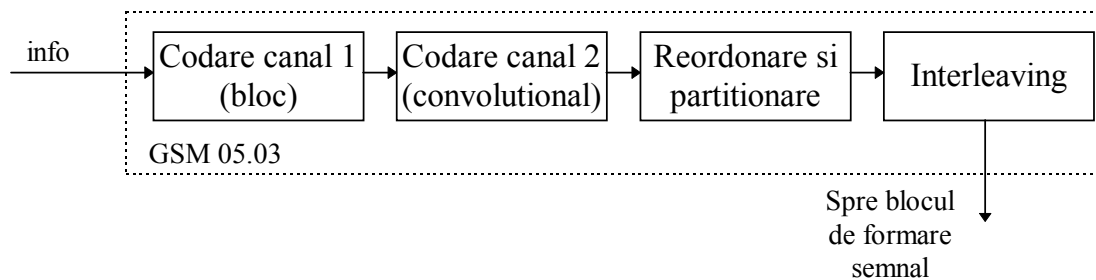 info
Codare canal 1
(bloc)
Codare canal 2
(convolutional)
Reordonare si
partitionare
Interleaving
GSM 05.03
Spre blocul
de formare
semnal